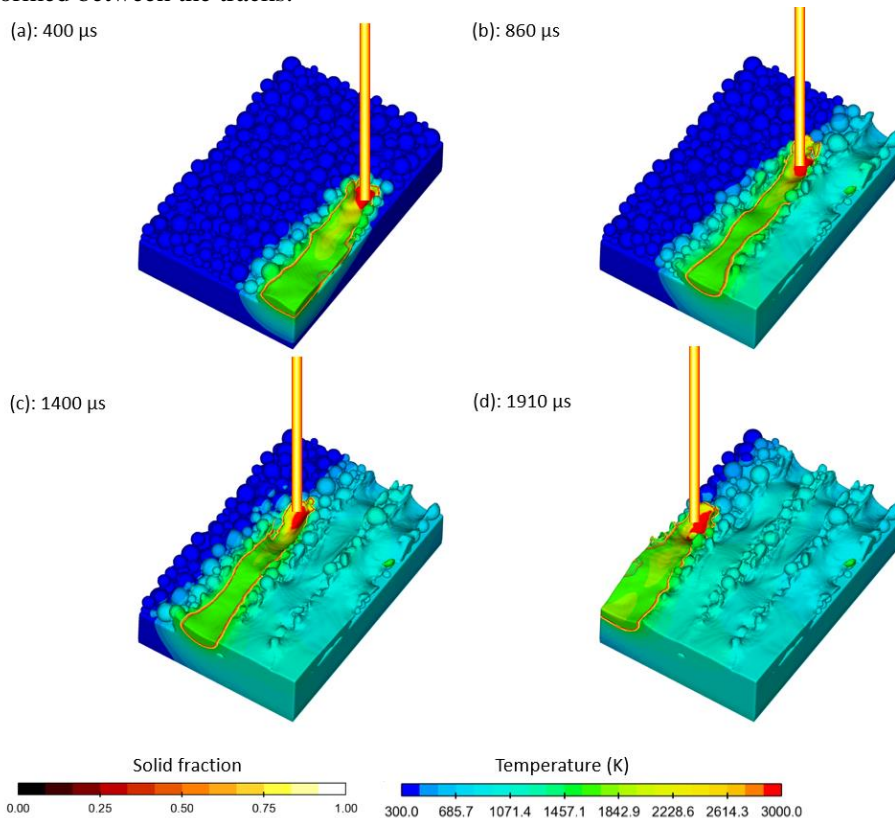 (a): 400 μs
(b): 860 μs
(c): 1400 μs
(d): 1910 μs
Solid fraction
0.00 0.25 0.50 0.75 1.00
Temperature (K)
300.0 685.7 1071.4 1457.1 1842.9 2228.6 2614.3 3000.0